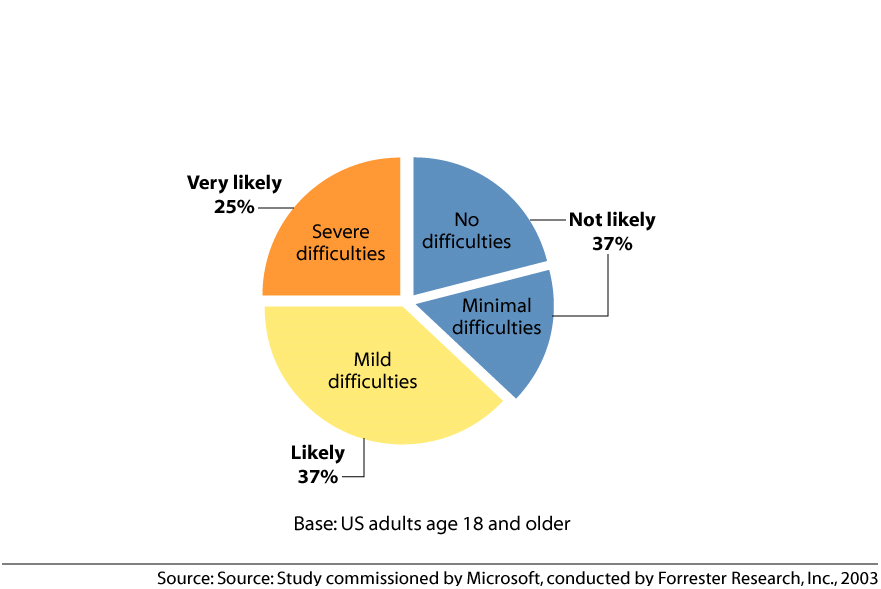 Very likely
25%
Severe
difficulties
No
difficulties
Not likely
37%
Minimal
difficulties
Mild
difficulties
Likely
37%
Base: US adults age 18 and older
Source: Source: Study commissioned by Microsoft, conducted by Forrester Research, Inc., 2003